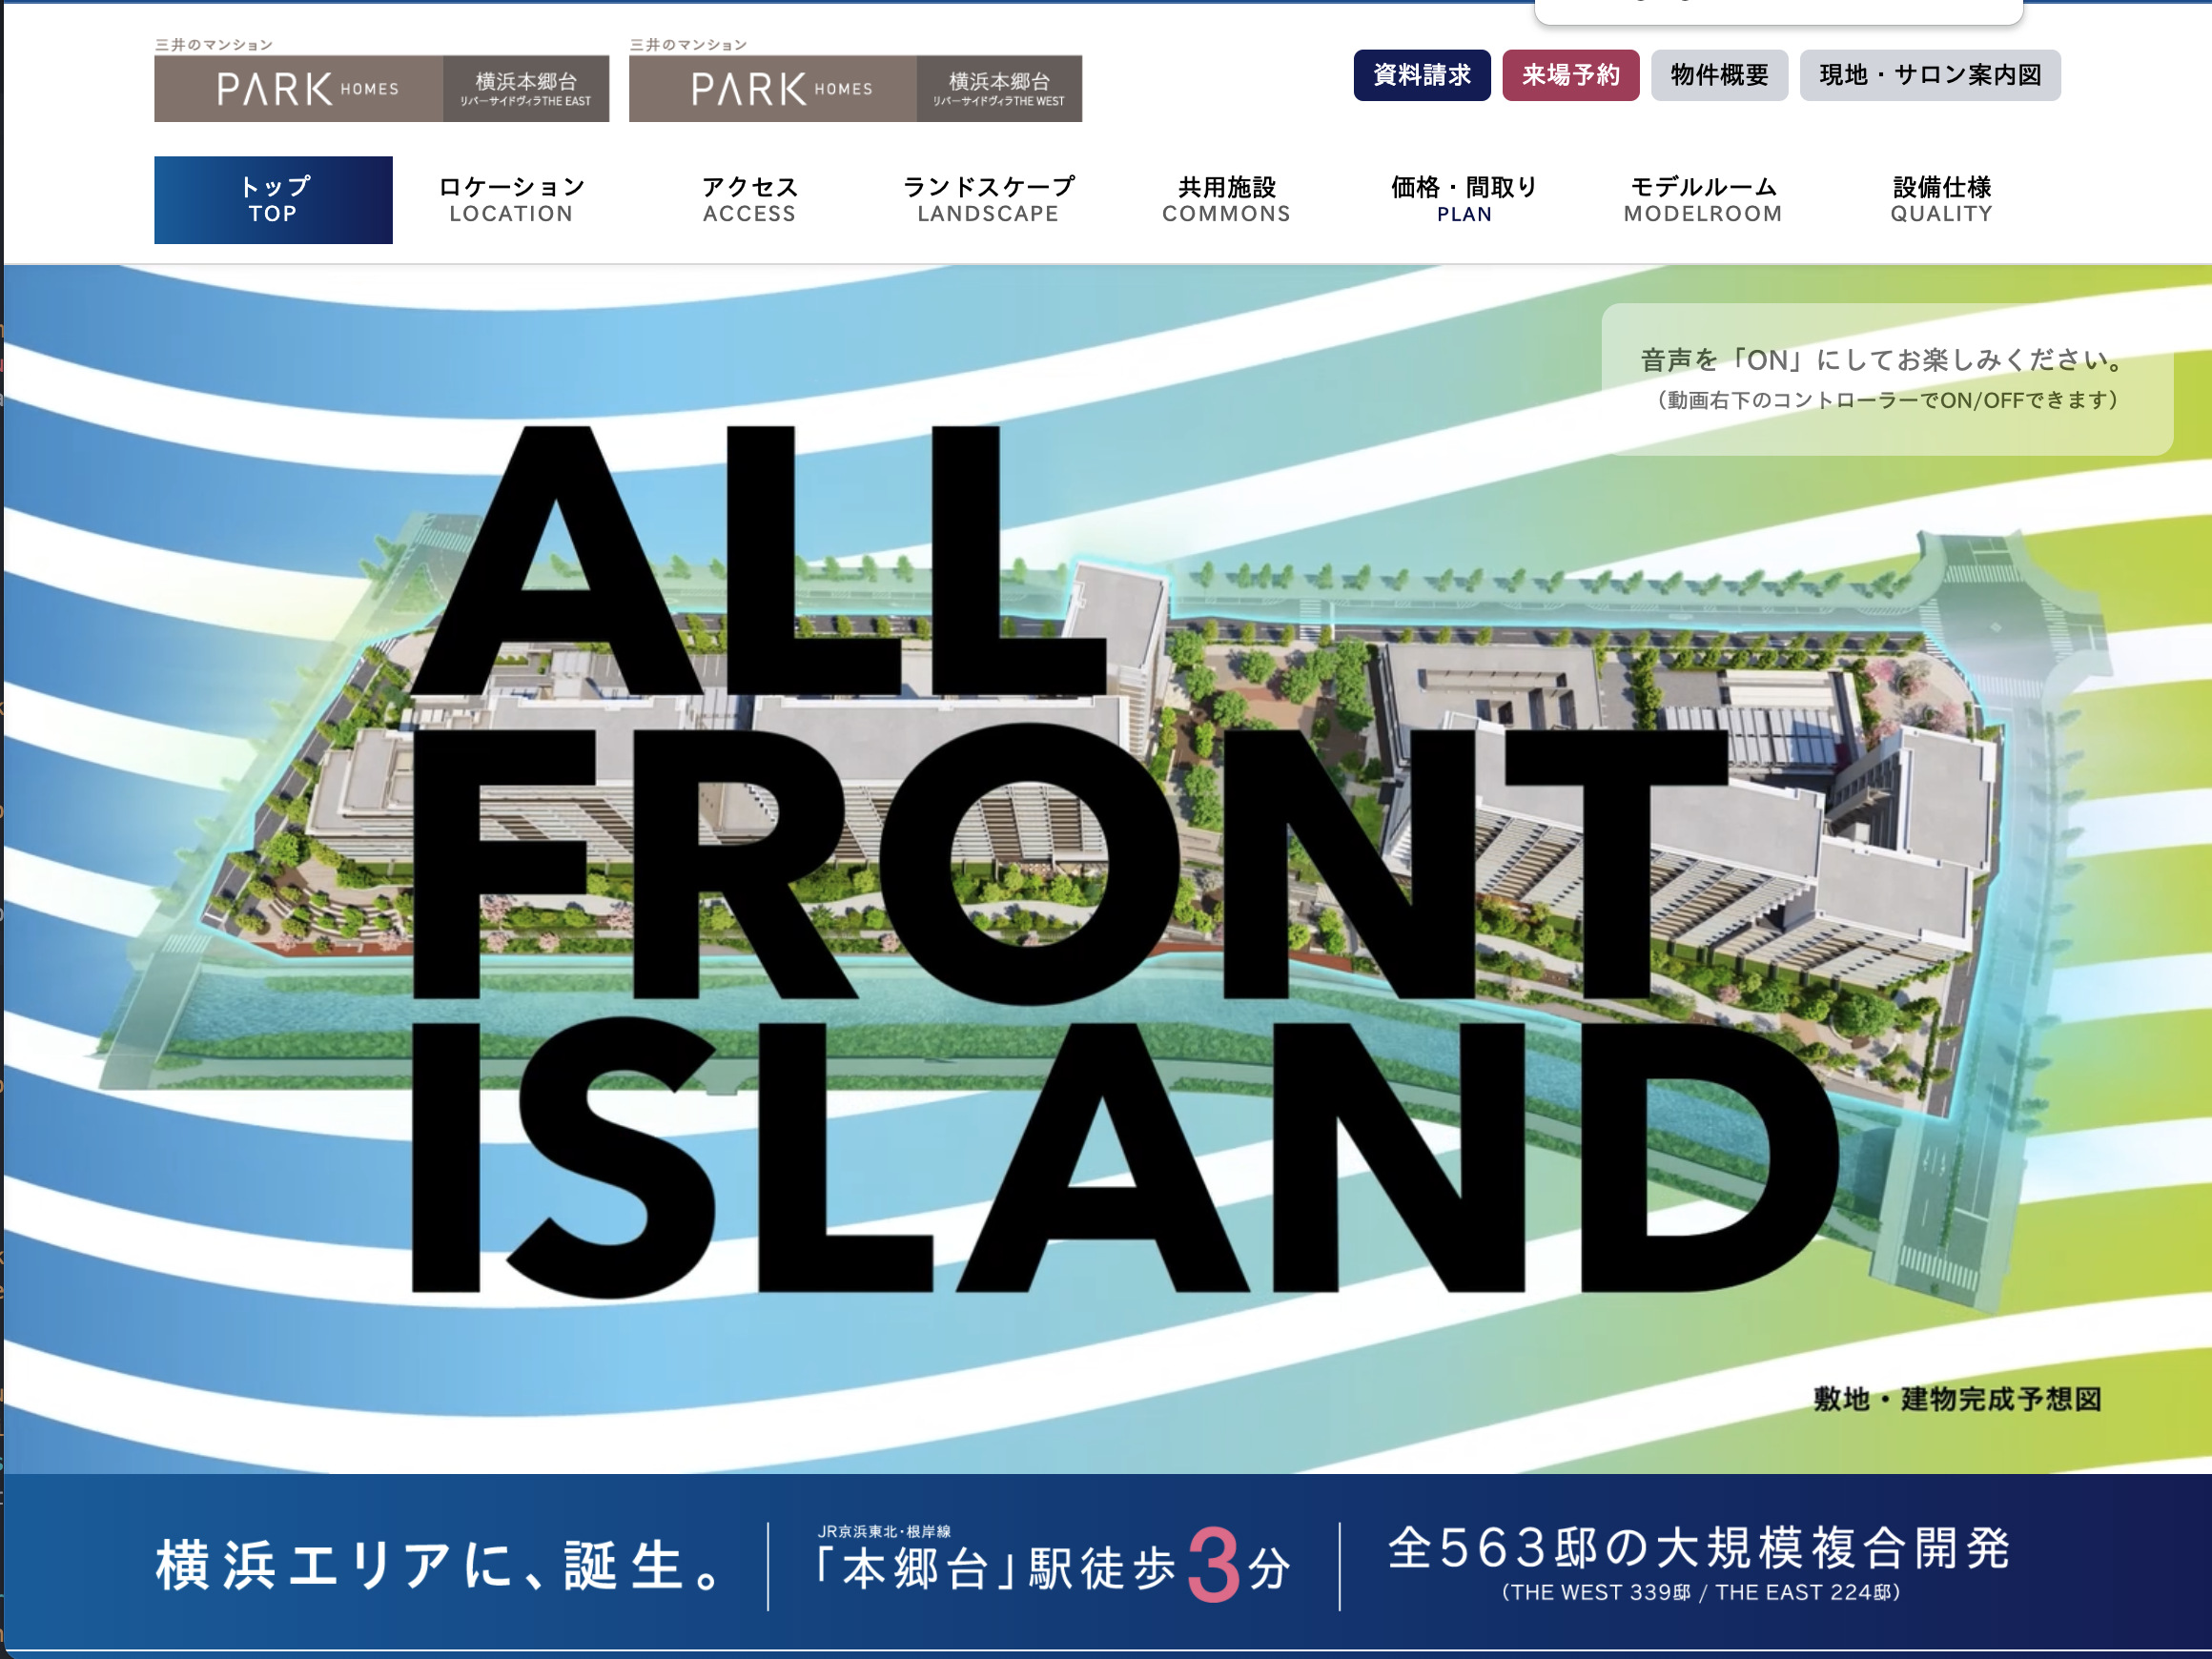 三井のマンション
PARK HOMES
横浜本郷台
リバーサイドヴィラTHE EAST
三井のマンション
PARK HOMES
横浜本郷台
リバーサイドヴィラTHE WEST
資料請求
来場予約
物件概要
現地・サロン案内図
トップ
TOP
ロケーション
LOCATION
アクセス
ACCESS
ランドスケープ
LANDSCAPE
共用施設
COMMONS
価格・間取り
PLAN
モデルルーム
MODELROOM
設備仕様
QUALITY
音声を「ON」にしてお楽しみください。
（動画右下のコントローラーでON/OFFできます）
ALL
FRONT
ISLAND
敷地・建物完成予想図
横浜エリアに、誕生。
JR京浜東北・根岸線
「本郷台」駅徒歩3分
全563邸の大規模複合開発
（THE WEST 339邸 / THE EAST 224邸）